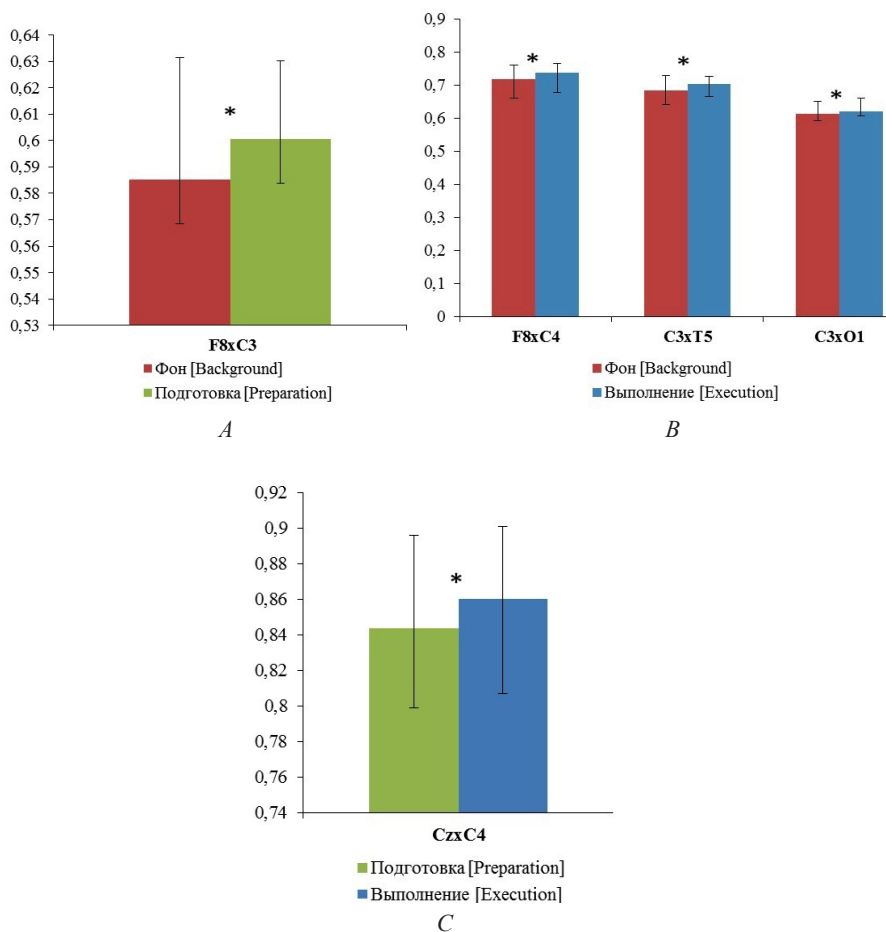 0,64
0,63
0,62
0,61
0,6
0,59
0,58
0,57
0,56
0,55
0,54
0,53
*
F8xC3
Фон [Background]
Подготовка [Preparation]
A
0,9
0,8
0,7
0,6
0,5
0,4
0,3
0,2
0,1
0
* * *
F8xC4 C3xT5 C3xO1
Фон [Background]
Выполнение [Execution]
B
0,92
0,9
0,88
0,86
0,84
0,82
0,8
0,78
0,76
0,74
*
CzxC4
Подготовка [Preparation]
Выполнение [Execution]
C